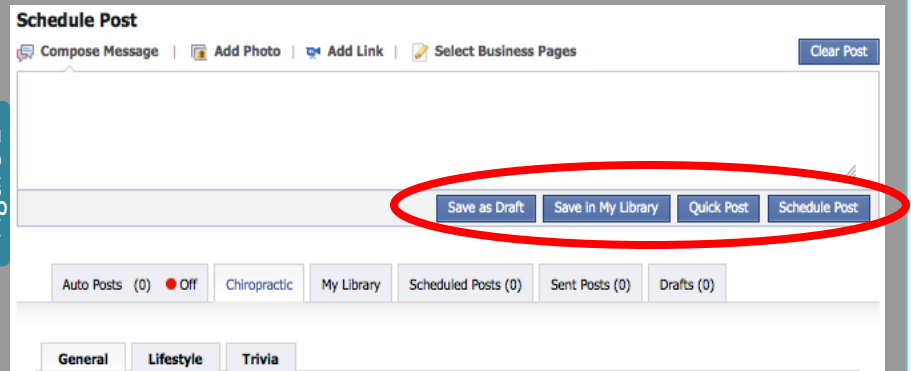 Schedule Post
Compose Message | Add Photo | Add Link | Select Business Pages Clear Post
Save as Draft Save in My Library Quick Post Schedule Post
Auto Posts (0) Off Chiropractic My Library Scheduled Posts (0) Sent Posts (0) Drafts (0)
General Lifestyle Trivia